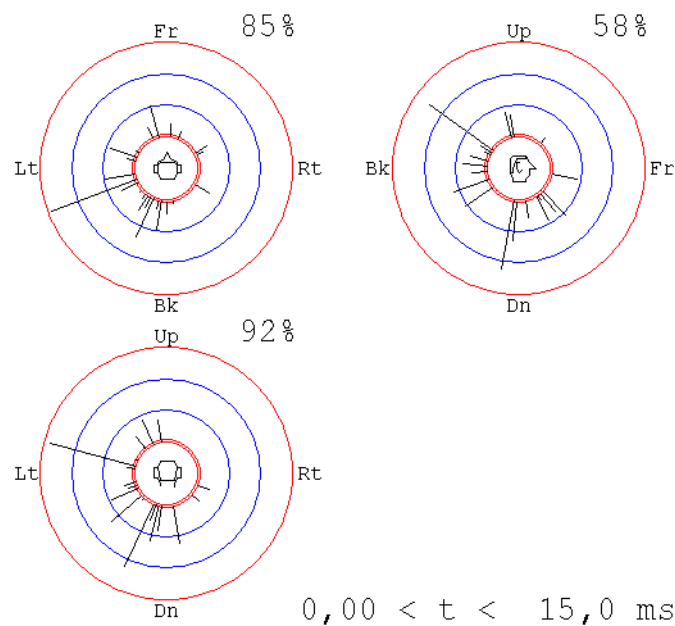 Fr 85%
Lt Rt
Bk
Up 58%
Bk Fr
Dn
Up 92%
Lt Rt
Dn
0,00 < t < 15,0 ms